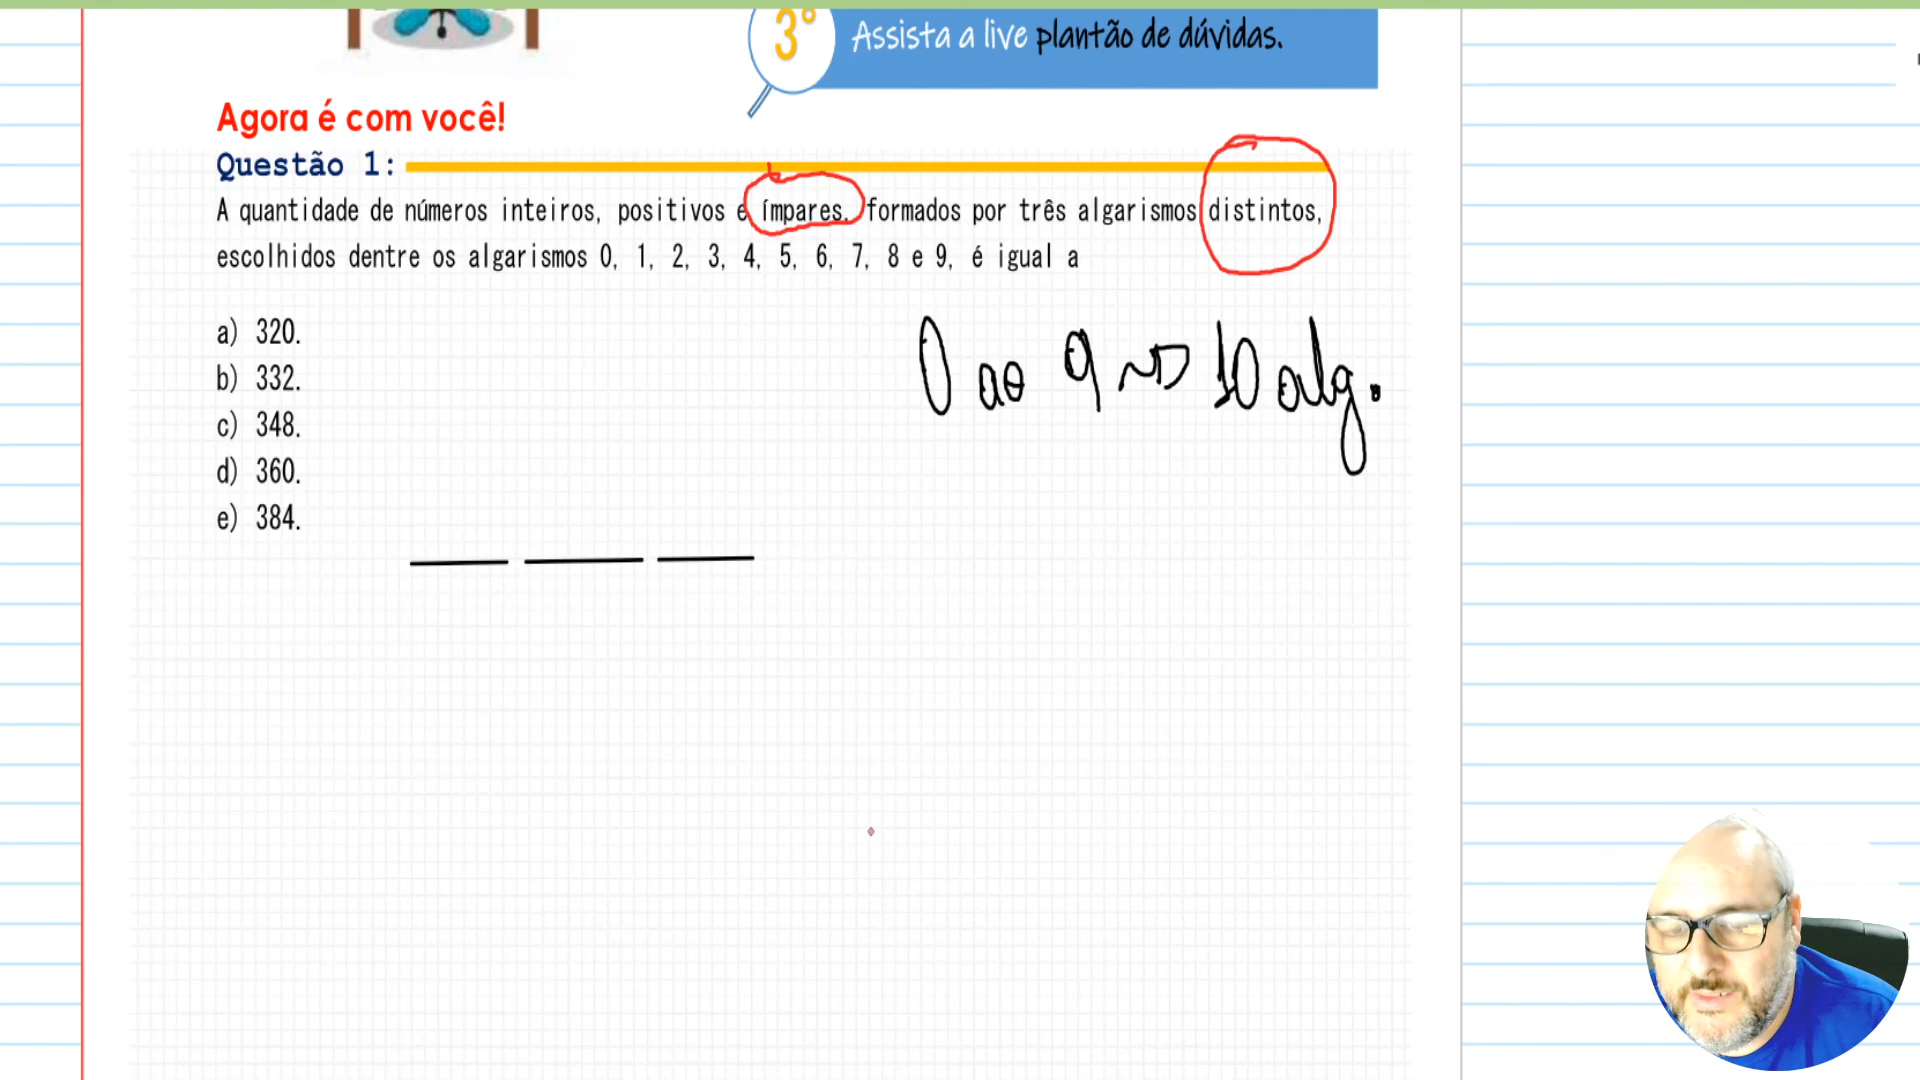 3° Assista a live plantão de dúvidas.
Agora é com você!
Questão 1:
A quantidade de números inteiros, positivos e ímpares, formados por três algarismos distintos,
escolhidos dentre os algarismos 0, 1, 2, 3, 4, 5, 6, 7, 8 e 9, é igual a
a) 320.
b) 332.
c) 348.
d) 360.
e) 384.
0 ao 9 → 10 alg.